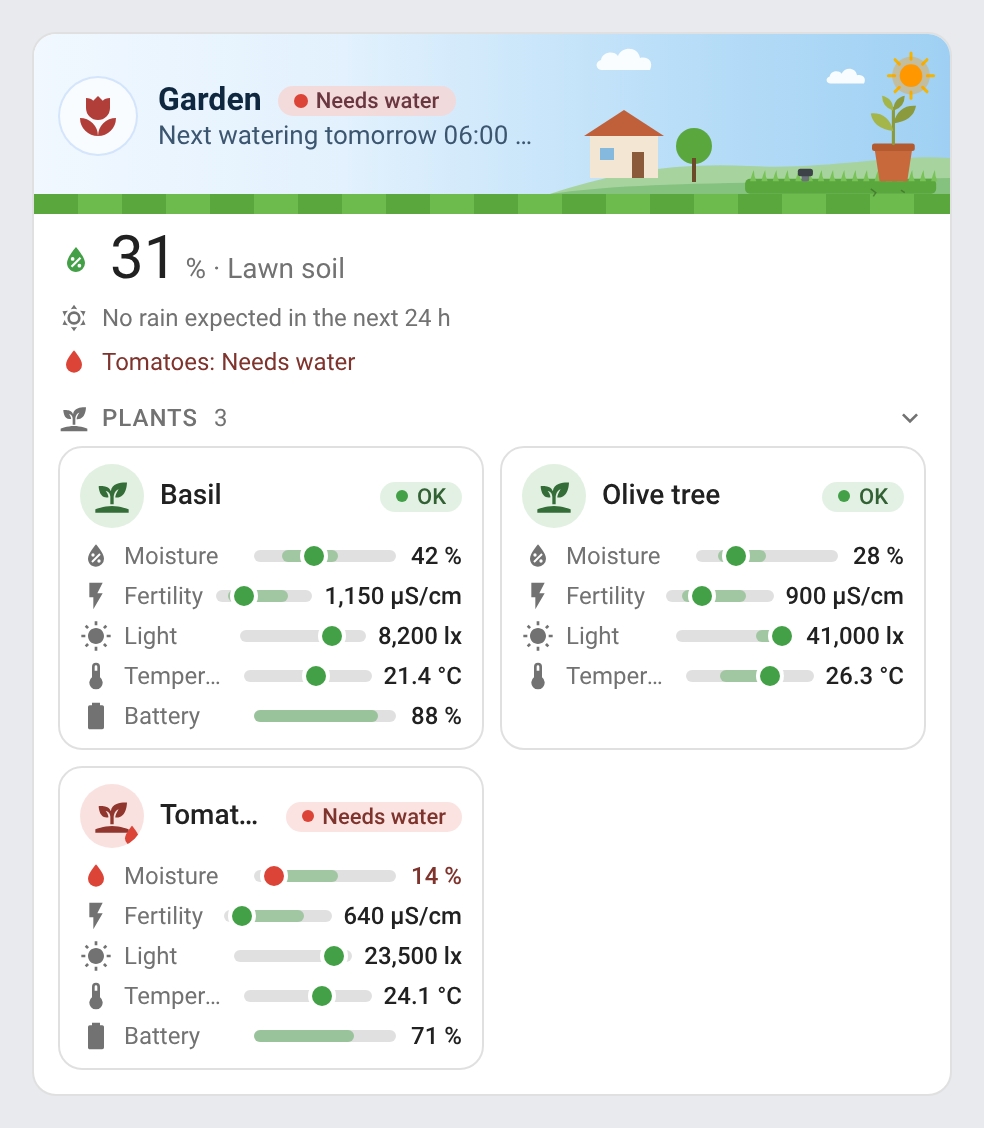 Garden Needs water
Next watering tomorrow 06:00 ...
31 % · Lawn soil
No rain expected in the next 24 h
Tomatoes: Needs water
PLANTS 3
Basil OK
Moisture 42 %
Fertility 1,150 µS/cm
Light 8,200 lx
Temper... 21.4 °C
Battery 88 %
Olive tree OK
Moisture 28 %
Fertility 900 µS/cm
Light 41,000 lx
Temper... 26.3 °C
Tomat... Needs water
Moisture 14 %
Fertility 640 µS/cm
Light 23,500 lx
Temper... 24.1 °C
Battery 71 %